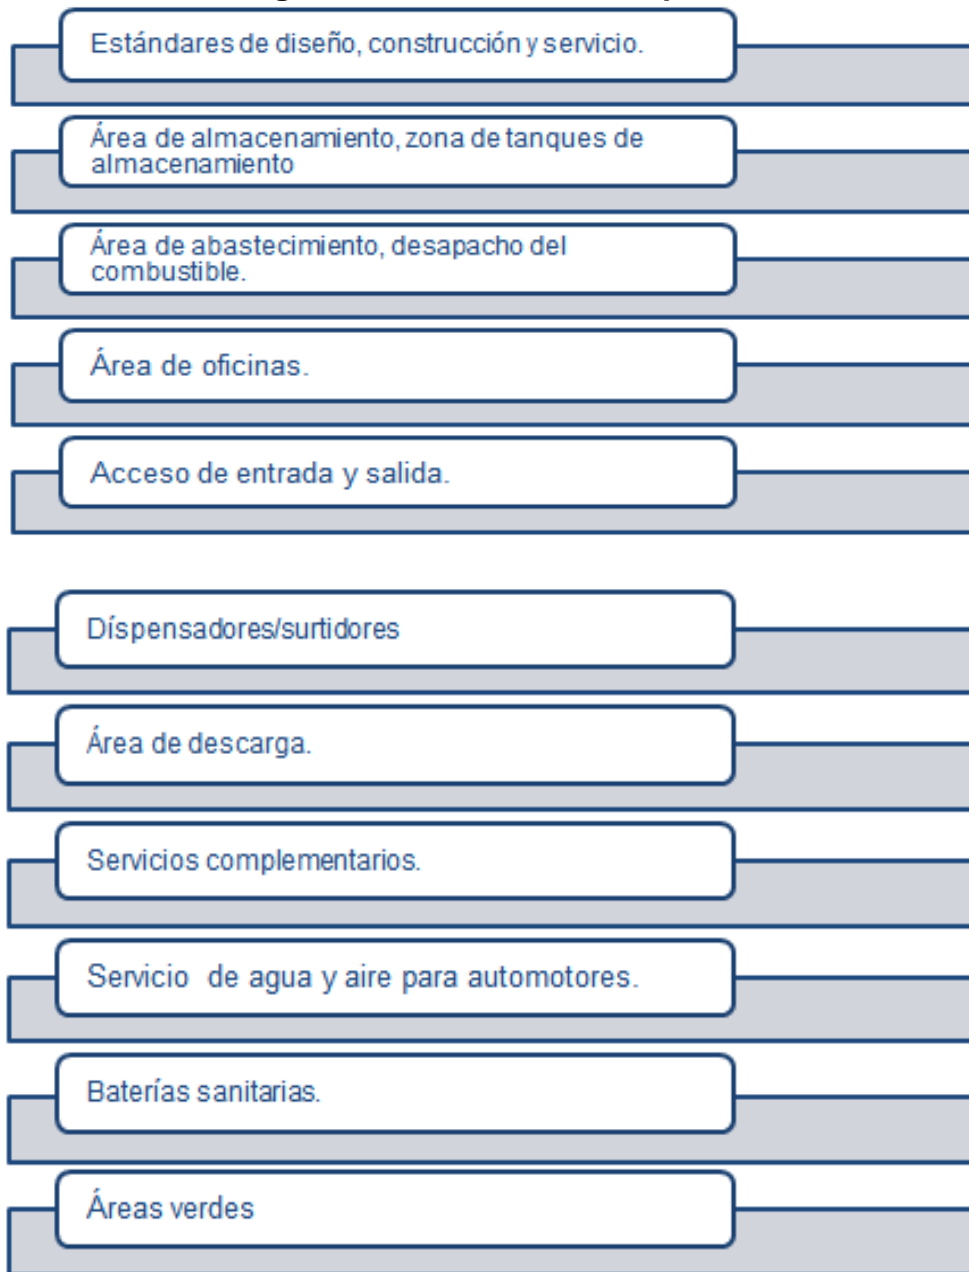 Estándares de diseño, construcción y servicio.
Área de almacenamiento, zona de tanques de
almacenamiento
Área de abastecimiento, desapacho del
combustible.
Área de oficinas.
Acceso de entrada y salida.
Díspensadores/surtidores
Área de descarga.
Servicios complementarios.
Servicio de agua y aire para automotores.
Baterías sanitarias.
Áreas verdes